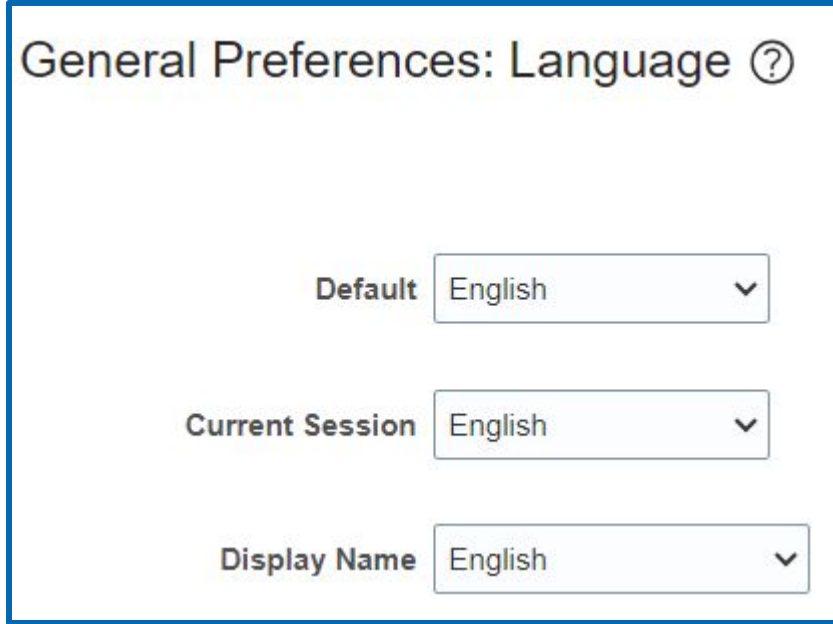 General Preferences: Language ?
Default English
Current Session English
Display Name English